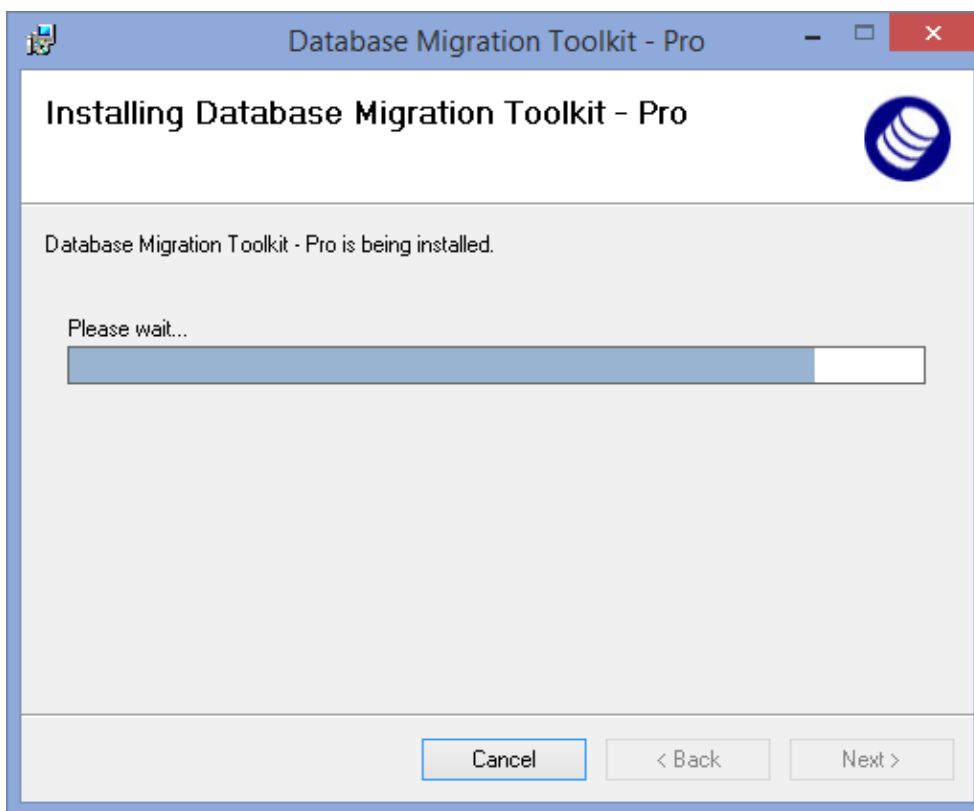 Database Migration Toolkit - Pro
Installing Database Migration Toolkit - Pro
Database Migration Toolkit - Pro is being installed.
Please wait...
Cancel
< Back
Next >